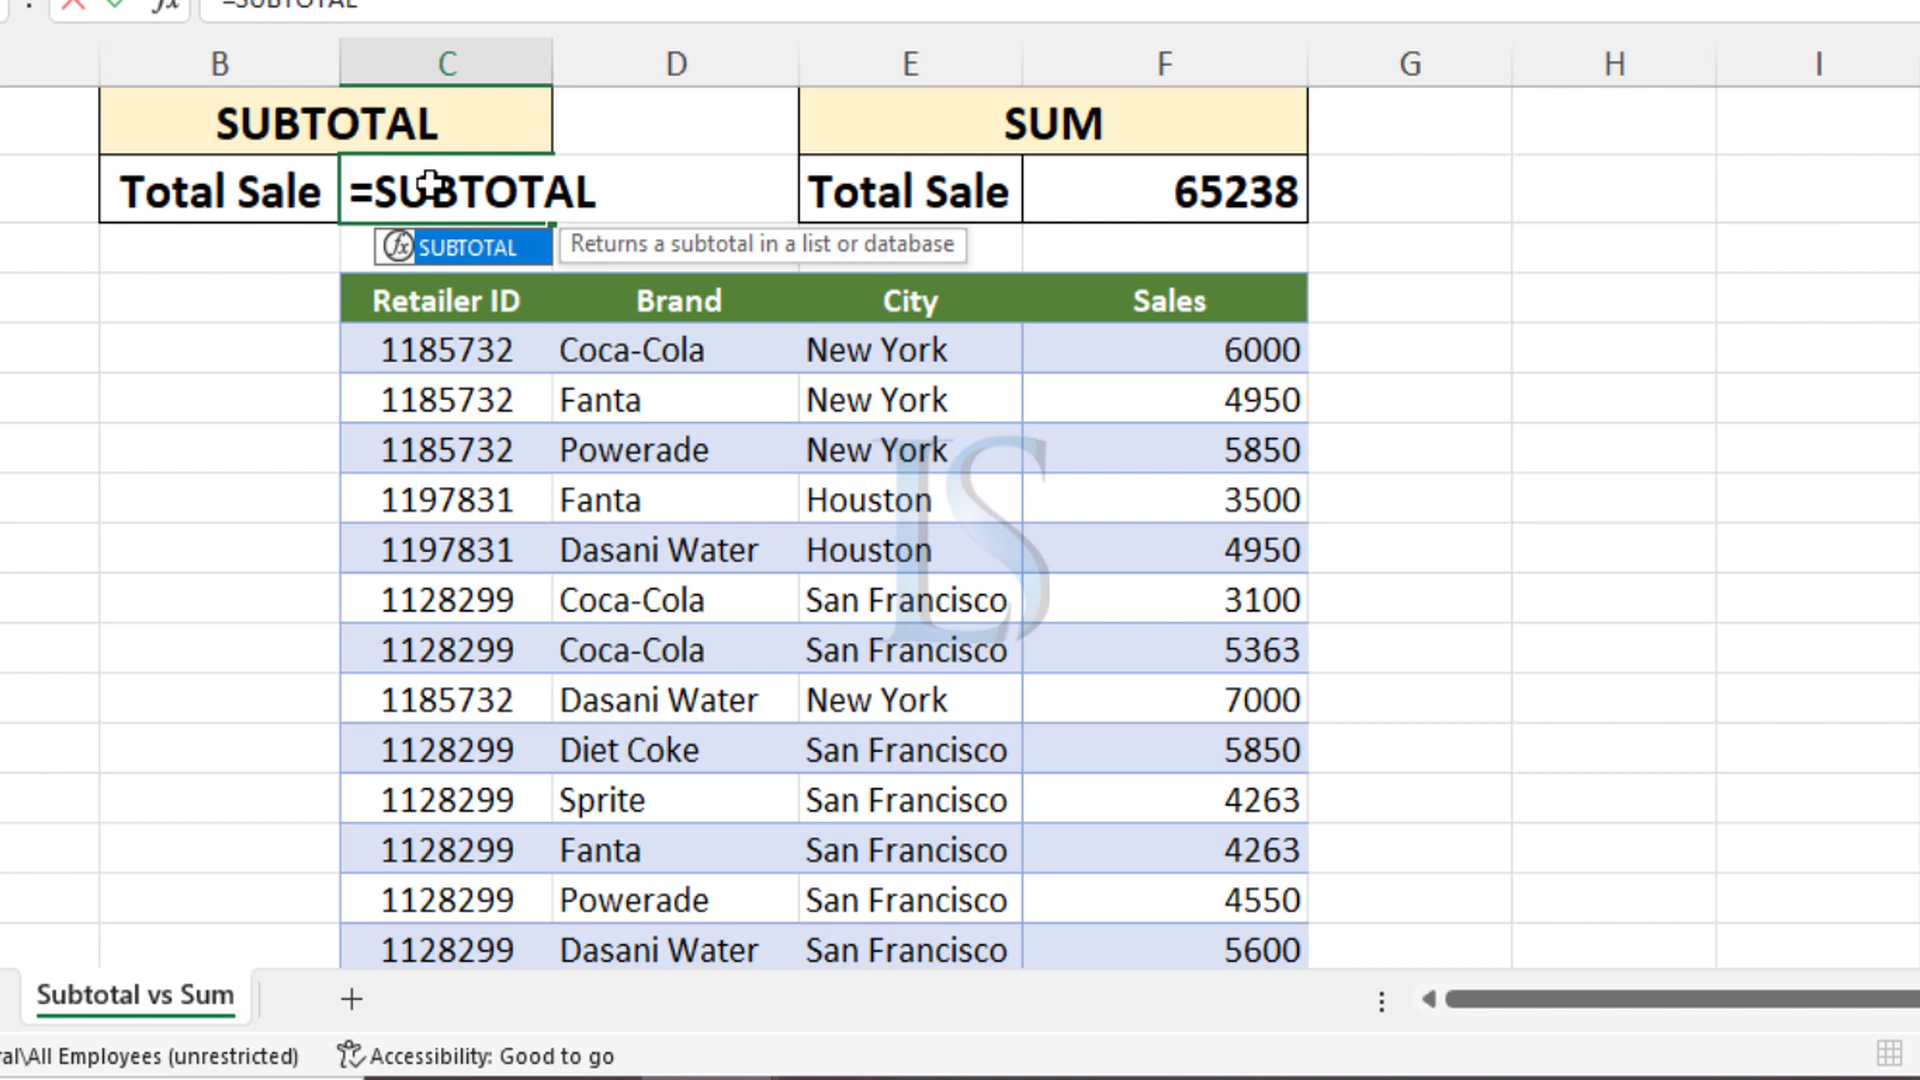 fx =SUBTOTAL
B C D E F G H I
SUBTOTAL SUM
Total Sale =SUBTOTAL Total Sale 65238
fx SUBTOTAL Returns a subtotal in a list or database
Retailer ID Brand City Sales
1185732 Coca-Cola New York 6000
1185732 Fanta New York 4950
1185732 Powerade New York 5850
1197831 Fanta Houston 3500
1197831 Dasani Water Houston 4950
1128299 Coca-Cola San Francisco 3100
1128299 Coca-Cola San Francisco 5363
1185732 Dasani Water New York 7000
1128299 Diet Coke San Francisco 5850
1128299 Sprite San Francisco 4263
1128299 Fanta San Francisco 4263
1128299 Powerade San Francisco 4550
1128299 Dasani Water San Francisco 5600
LS
Subtotal vs Sum
ral\All Employees (unrestricted) Accessibility: Good to go